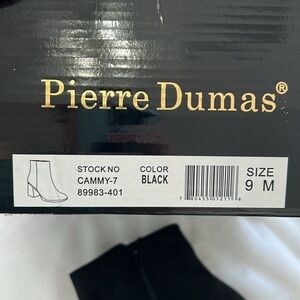 Pierre Dumas®
STOCK NO COLOR SIZE
CAMMY-7 BLACK 9 M
89983-401